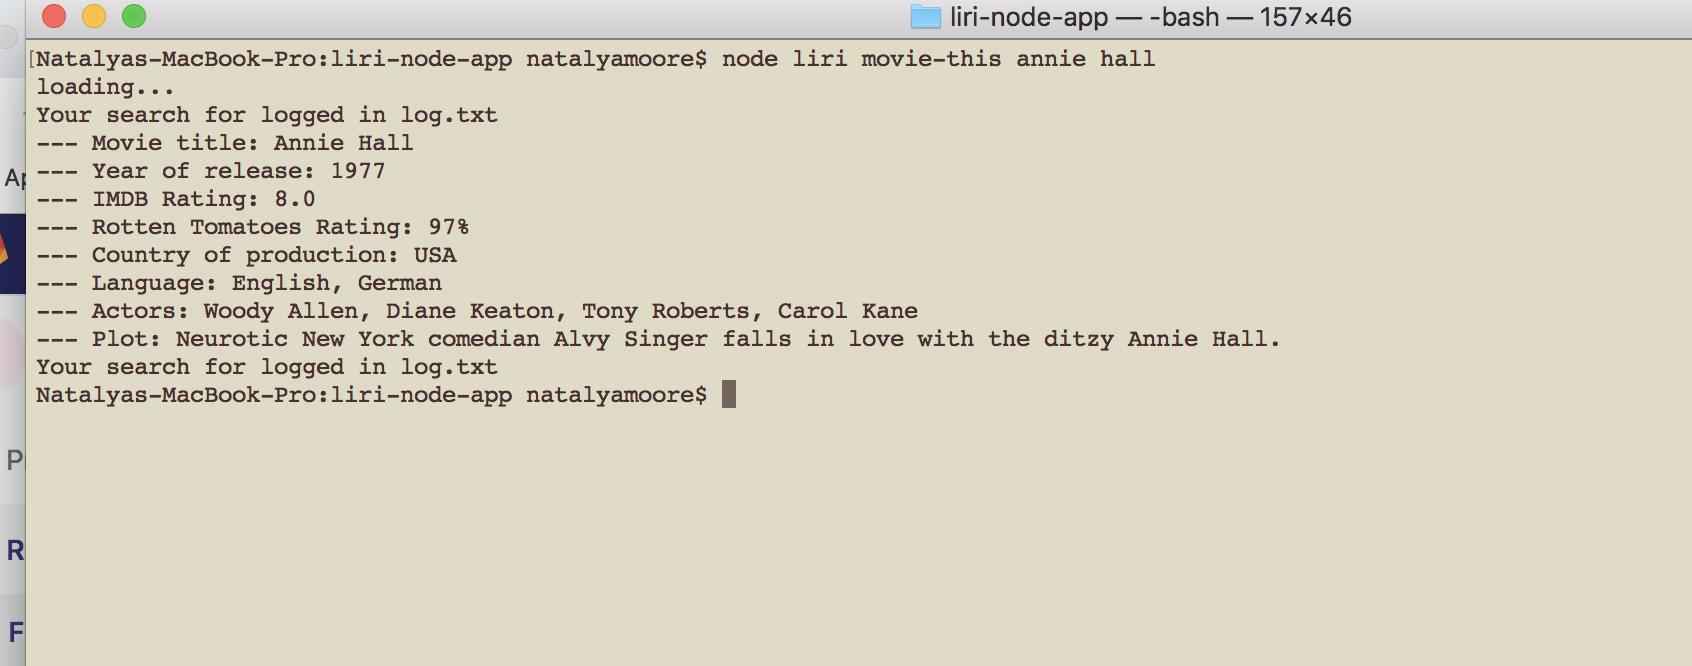 liri-node-app — -bash — 157×46
Natalyas-MacBook-Pro:liri-node-app natalyamoore$ node liri movie-this annie hall
loading...
Your search for logged in log.txt
--- Movie title: Annie Hall
--- Year of release: 1977
--- IMDB Rating: 8.0
--- Rotten Tomatoes Rating: 97%
--- Country of production: USA
--- Language: English, German
--- Actors: Woody Allen, Diane Keaton, Tony Roberts, Carol Kane
--- Plot: Neurotic New York comedian Alvy Singer falls in love with the ditzy Annie Hall.
Your search for logged in log.txt
Natalyas-MacBook-Pro:liri-node-app natalyamoore$